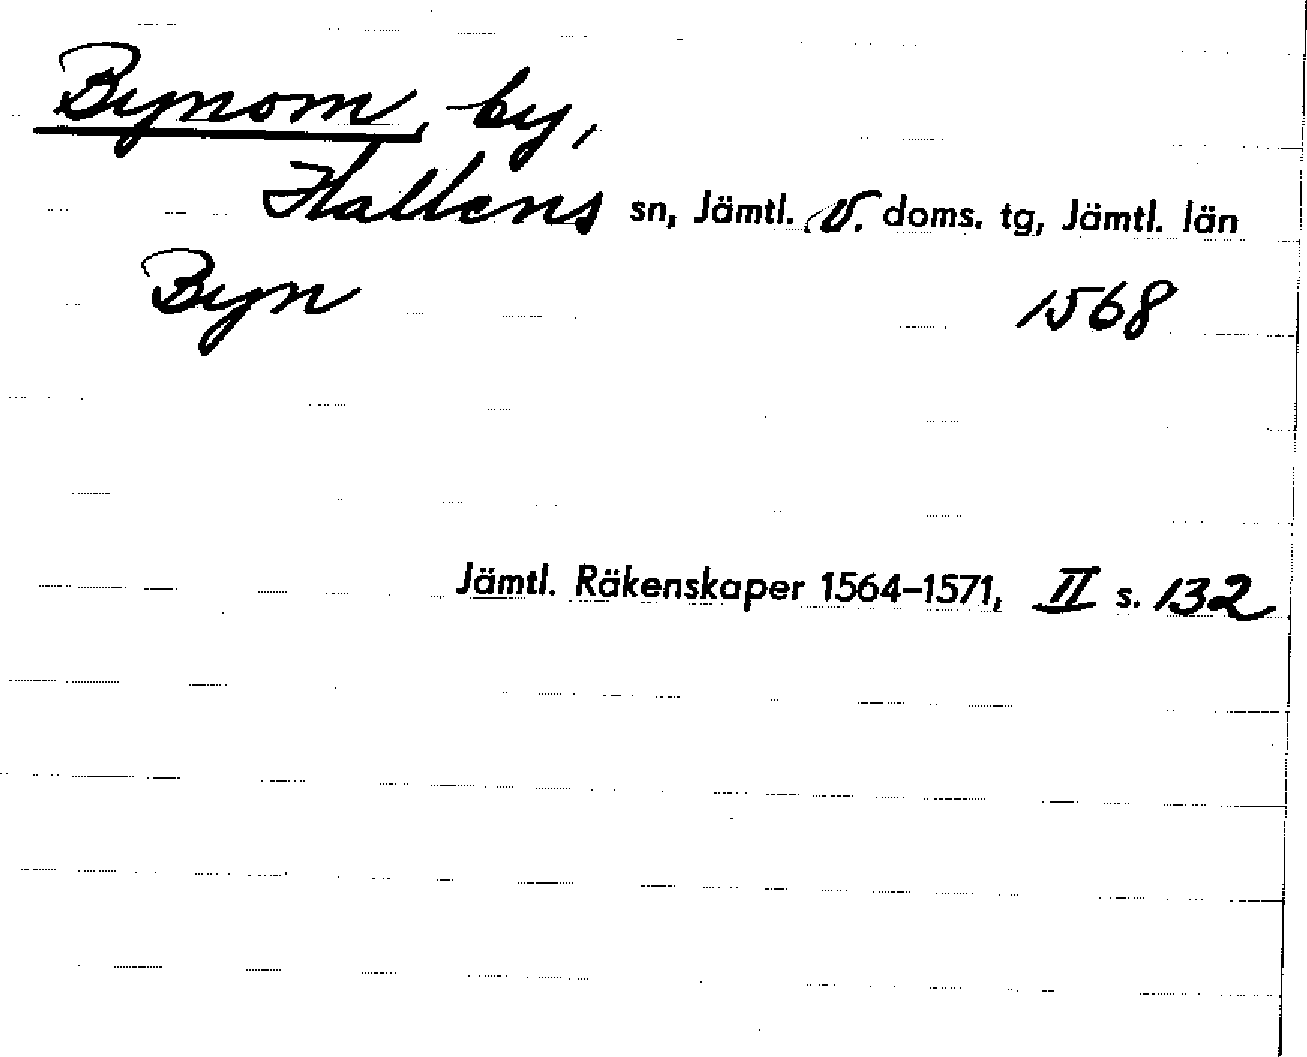 Bynom, by,
Hallens sn, Jämtl. v. doms. tg, Jämtl. län
Byn 1568
Jämtl. Räkenskaper 1564–1571, II s. 132